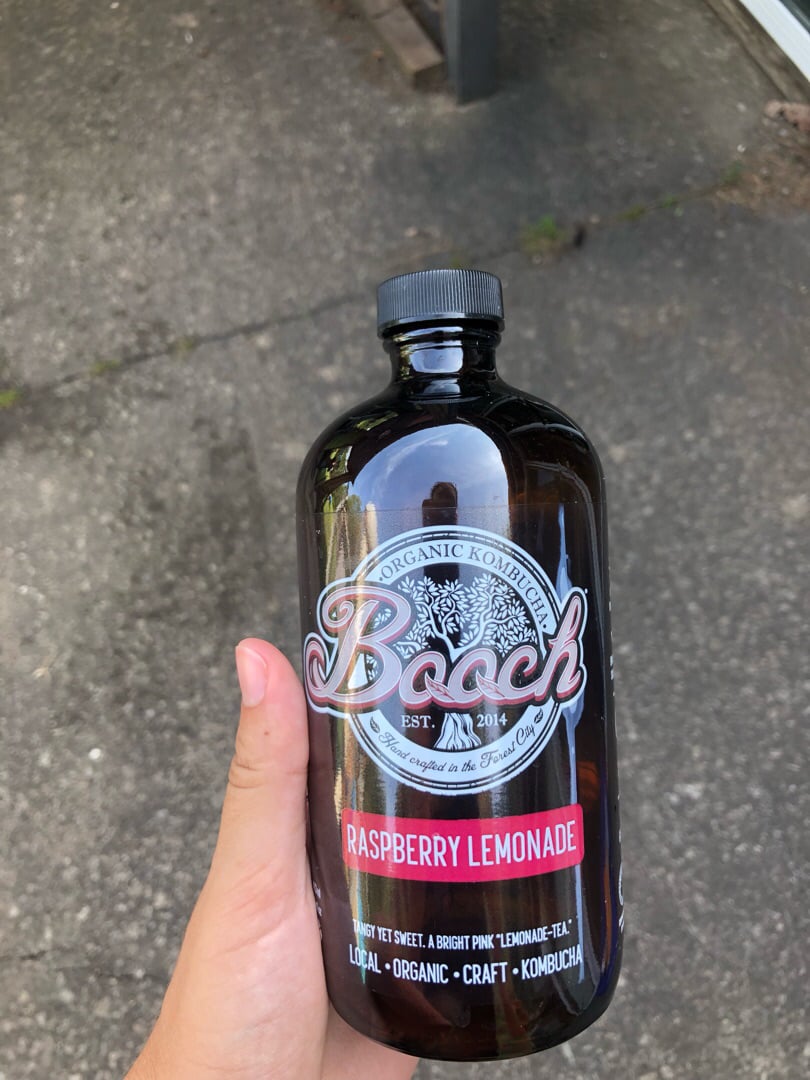 •ORGANIC KOMBUCHA•
Booch
EST. 2014
Hand crafted in the Forest City
RASPBERRY LEMONADE
TANGY YET SWEET. A BRIGHT PINK "LEMONADE-TEA."
LOCAL • ORGANIC • CRAFT • KOMBUCHA